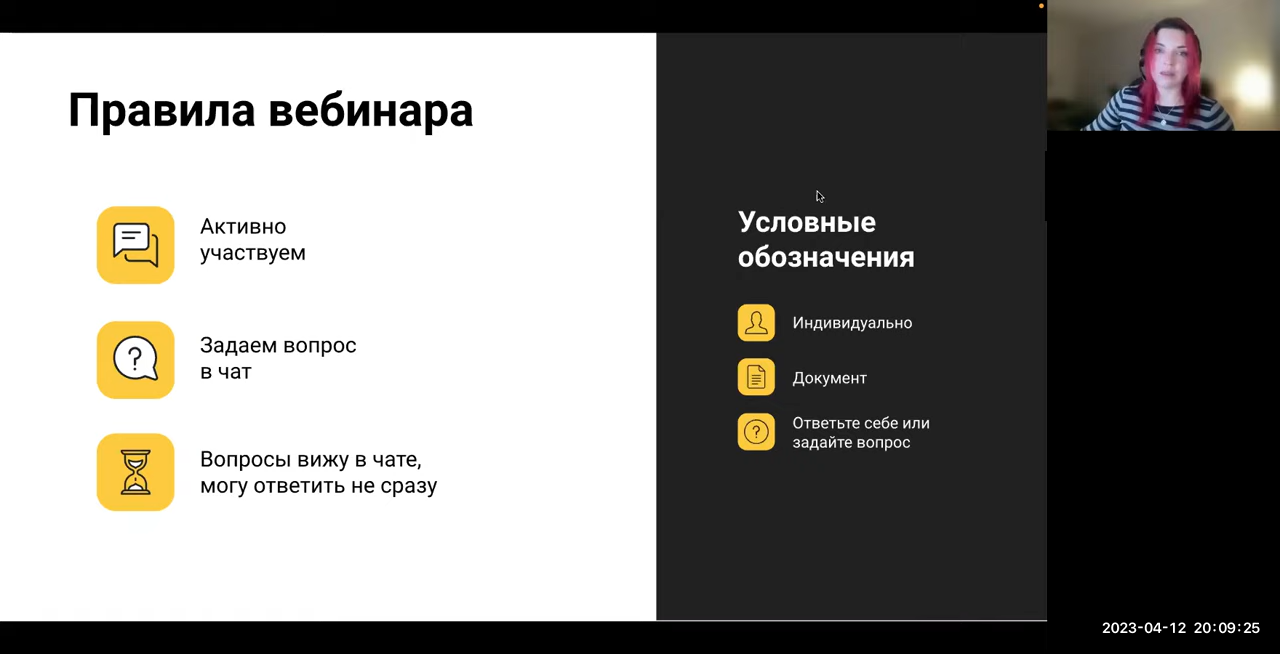 Правила вебинара
Активно
участвуем
Задаем вопрос
в чат
Вопросы вижу в чате,
могу ответить не сразу
Условные
обозначения
Индивидуально
Документ
Ответьте себе или
задайте вопрос
2023-04-12 20:09:25